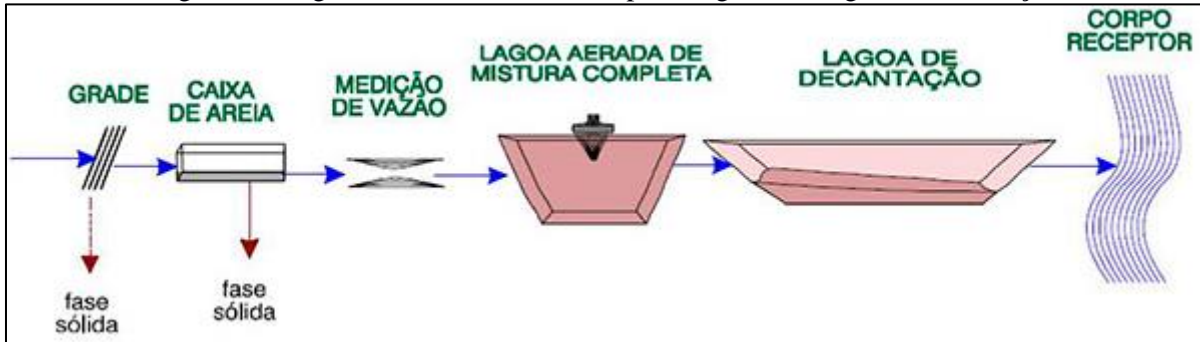 GRADE
CAIXA
DE AREIA
MEDIÇÃO
DE VAZÃO
LAGOA AERADA DE
MISTURA COMPLETA
LAGOA DE
DECANTAÇÃO
CORPO
RECEPTOR
fase
sólida
fase
sólida